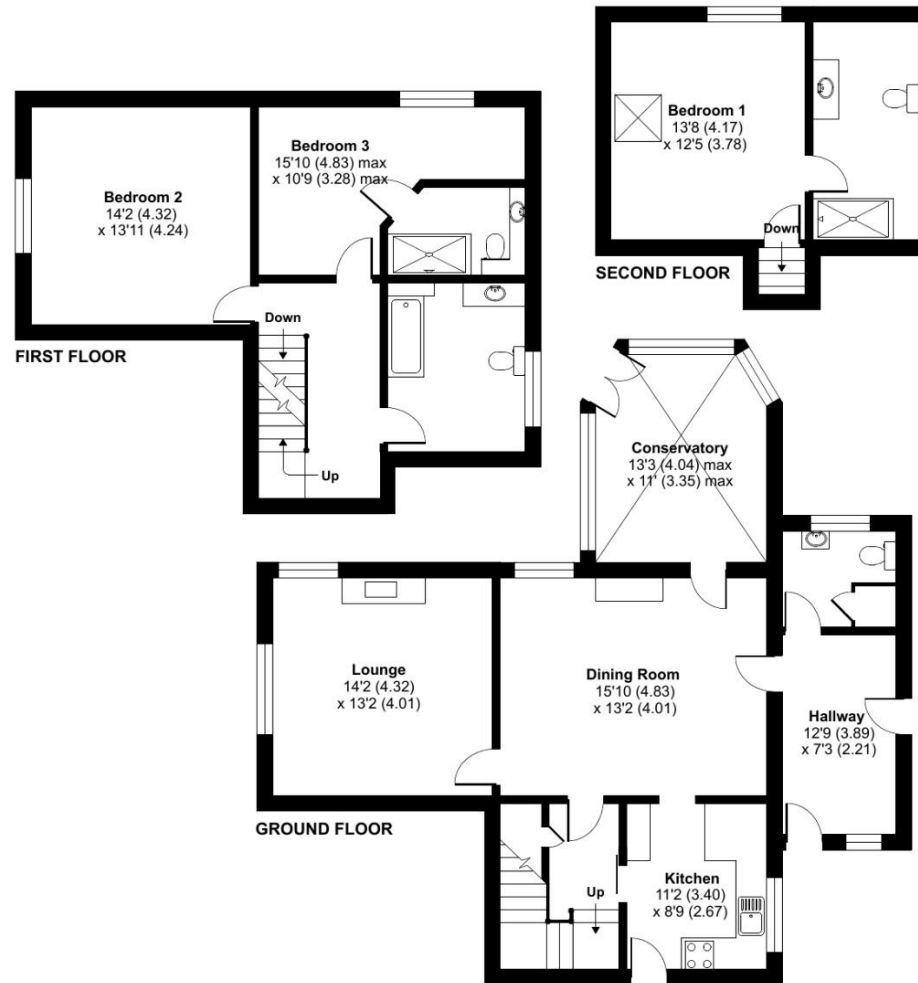 Bedroom 1
13'8 (4.17)
x 12'5 (3.78)
Down
SECOND FLOOR
Bedroom 3
15'10 (4.83) max
x 10'9 (3.28) max
Bedroom 2
14'2 (4.32)
x 13'11 (4.24)
Down
Up
FIRST FLOOR
Conservatory
13'3 (4.04) max
x 11' (3.35) max
Lounge
14'2 (4.32)
x 13'2 (4.01)
Dining Room
15'10 (4.83)
x 13'2 (4.01)
Hallway
12'9 (3.89)
x 7'3 (2.21)
GROUND FLOOR
Kitchen
11'2 (3.40)
x 8'9 (2.67)
Up